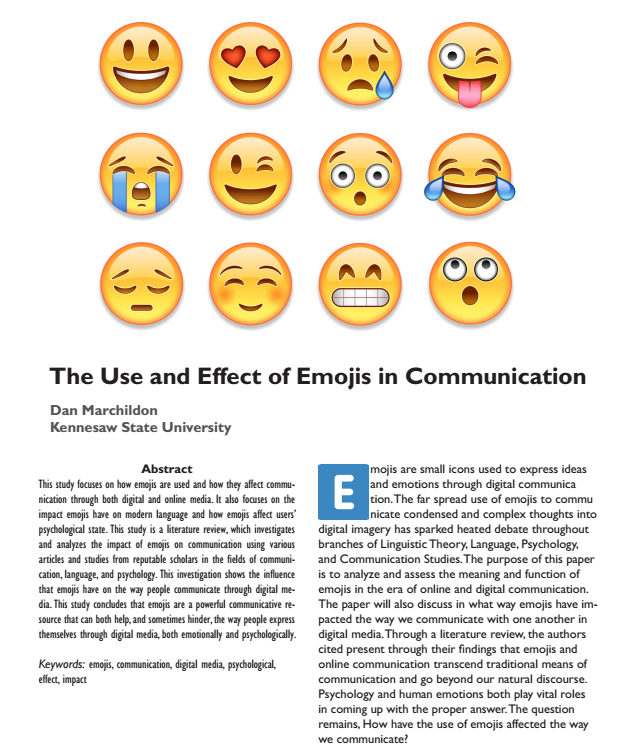 The Use and Effect of Emojis in Communication
Dan Marchildon
Kennesaw State University
Abstract
This study focuses on how emojis are used and how they affect commu-
nication through both digital and online media. It also focuses on the
impact emojis have on modern language and how emojis affect users'
psychological state. This study is a literature review, which investigates
and analyzes the impact of emojis on communication using various
articles and studies from reputable scholars in the fields of communi-
cation, language, and psychology. This investigation shows the influence
that emojis have on the way people communicate through digital me-
dia. This study concludes that emojis are a powerful communicative re-
source that can both help, and sometimes hinder, the way people express
themselves through digital media, both emotionally and psychologically.
Keywords: emojis, communication, digital media, psychological,
effect, impact
Emojis are small icons used to express ideas
and emotions through digital communica
tion. The far spread use of emojis to commu
nicate condensed and complex thoughts into
digital imagery has sparked heated debate throughout
branches of Linguistic Theory, Language, Psychology,
and Communication Studies. The purpose of this paper
is to analyze and assess the meaning and function of
emojis in the era of online and digital communication.
The paper will also discuss in what way emojis have im-
pacted the way we communicate with one another in
digital media. Through a literature review, the authors
cited present through their findings that emojis and
online communication transcend traditional means of
communication and go beyond our natural discourse.
Psychology and human emotions both play vital roles
in coming up with the proper answer. The question
remains, How have the use of emojis affected the way
we communicate?